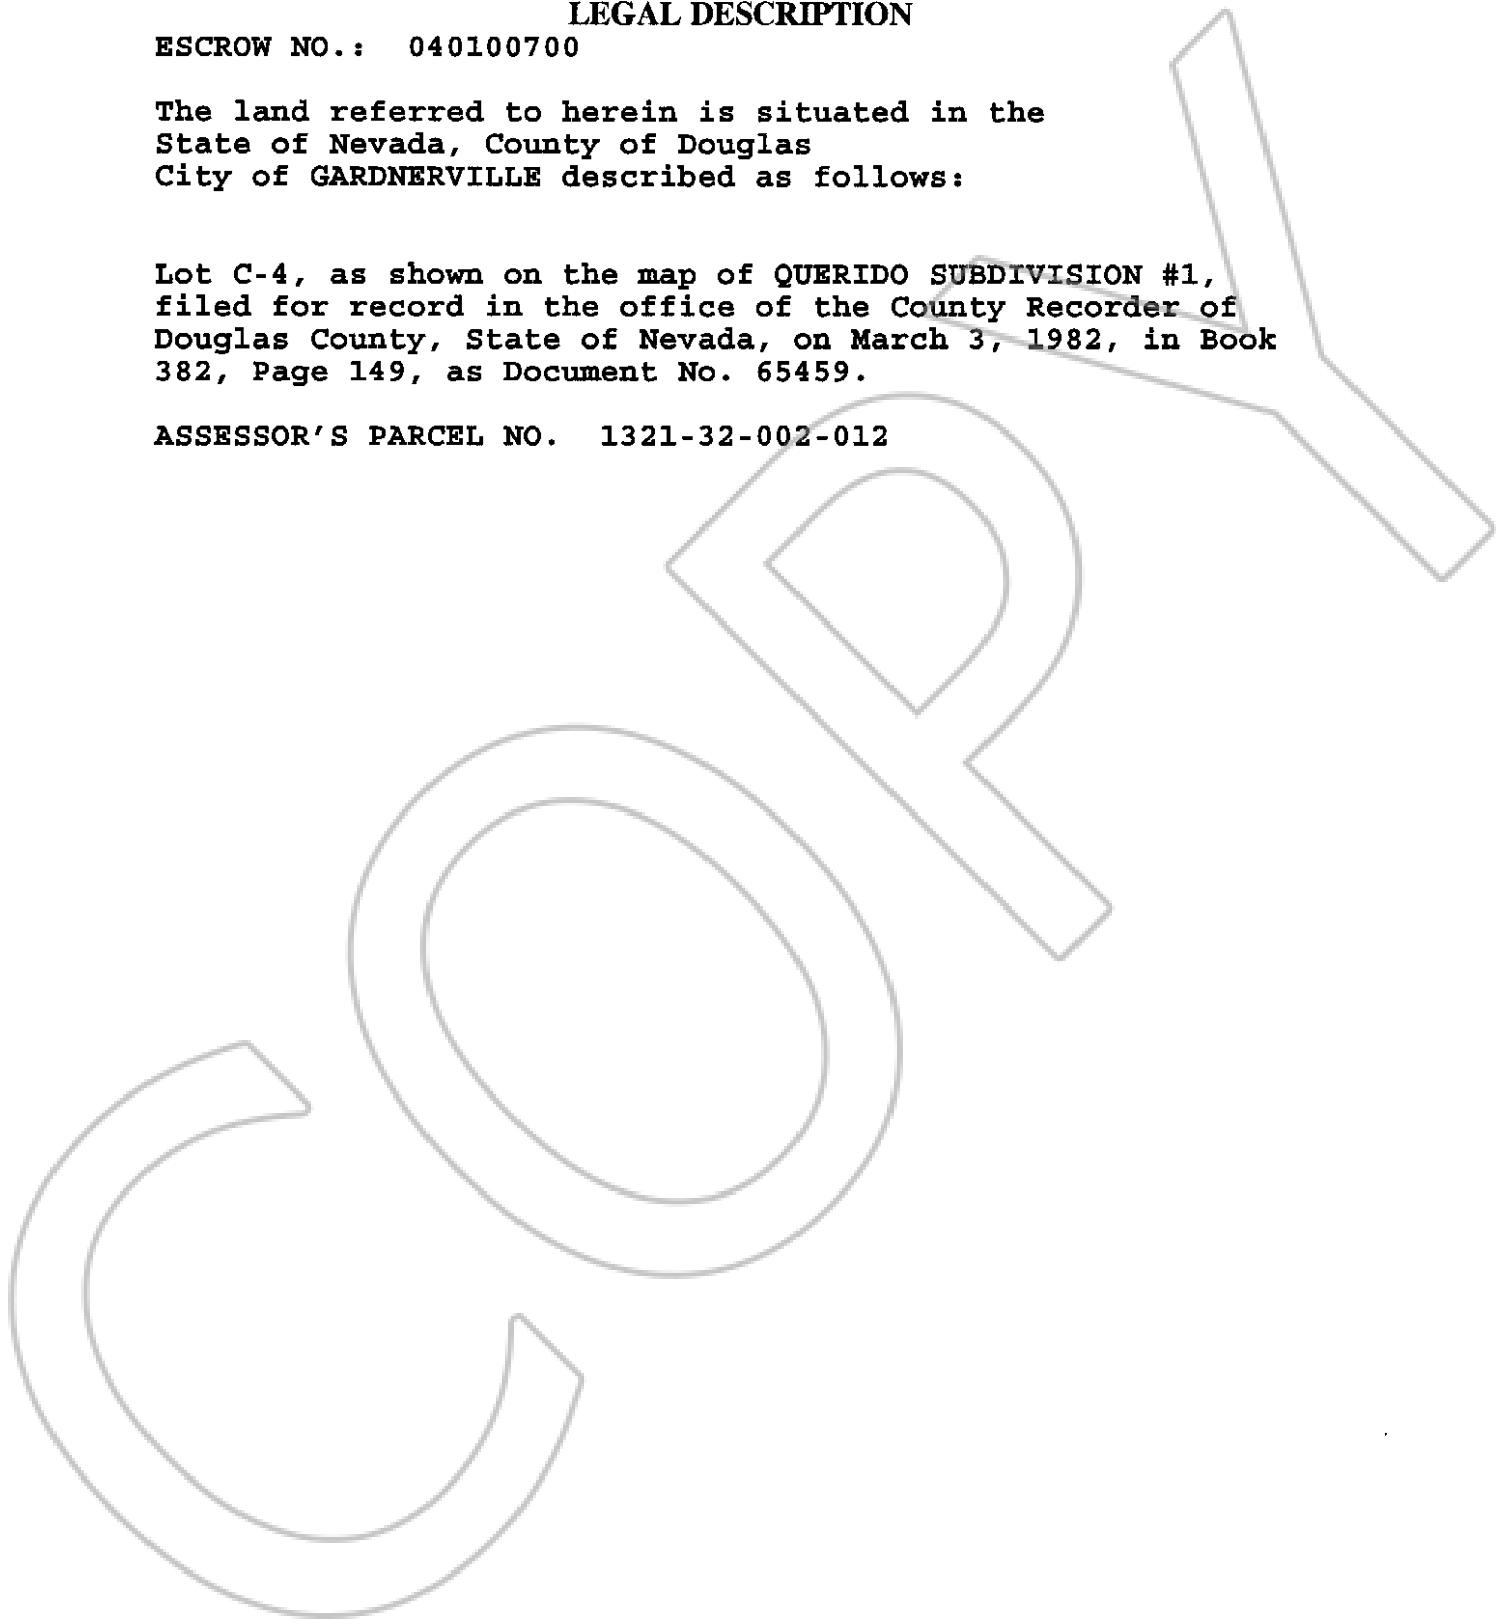 LEGAL DESCRIPTION
ESCROW NO.: 040100700
The land referred to herein is situated in the
State of Nevada, County of Douglas
City of GARDNERVILLE described as follows:
Lot C-4, as shown on the map of QUERIDO SUBDIVISION #1,
filed for record in the office of the County Recorder of
Douglas County, State of Nevada, on March 3, 1982, in Book
382, Page 149, as Document No. 65459.
ASSESSOR'S PARCEL NO. 1321-32-002-012
COPY